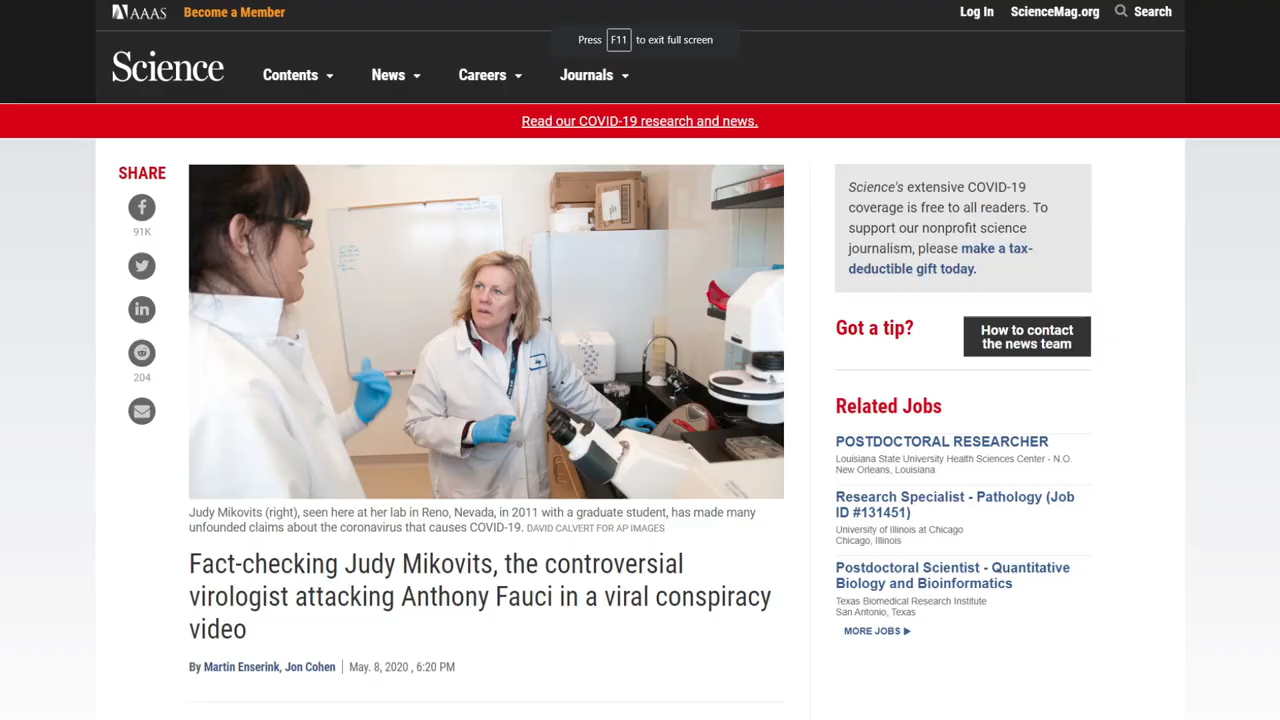 AAAS
Become a Member
Log In
ScienceMag.org
Search
Press F11 to exit full screen
Science
Contents
News
Careers
Journals
Read our COVID-19 research and news.
SHARE
91K
204
Judy Mikovits (right), seen here at her lab in Reno, Nevada, in 2011 with a graduate student, has made many
unfounded claims about the coronavirus that causes COVID-19. DAVID CALVERT FOR AP IMAGES
Fact-checking Judy Mikovits, the controversial
virologist attacking Anthony Fauci in a viral conspiracy
video
By Martin Enserink, Jon Cohen | May. 8, 2020 , 6:20 PM
Science's extensive COVID-19
coverage is free to all readers. To
support our nonprofit science
journalism, please make a tax-
deductible gift today.
Got a tip?
How to contact
the news team
Related Jobs
POSTDOCTORAL RESEARCHER
Louisiana State University Health Sciences Center - N.O.
New Orleans, Louisiana
Research Specialist - Pathology (Job
ID #131451)
University of Illinois at Chicago
Chicago, Illinois
Postdoctoral Scientist - Quantitative
Biology and Bioinformatics
Texas Biomedical Research Institute
San Antonio, Texas
MORE JOBS ▶